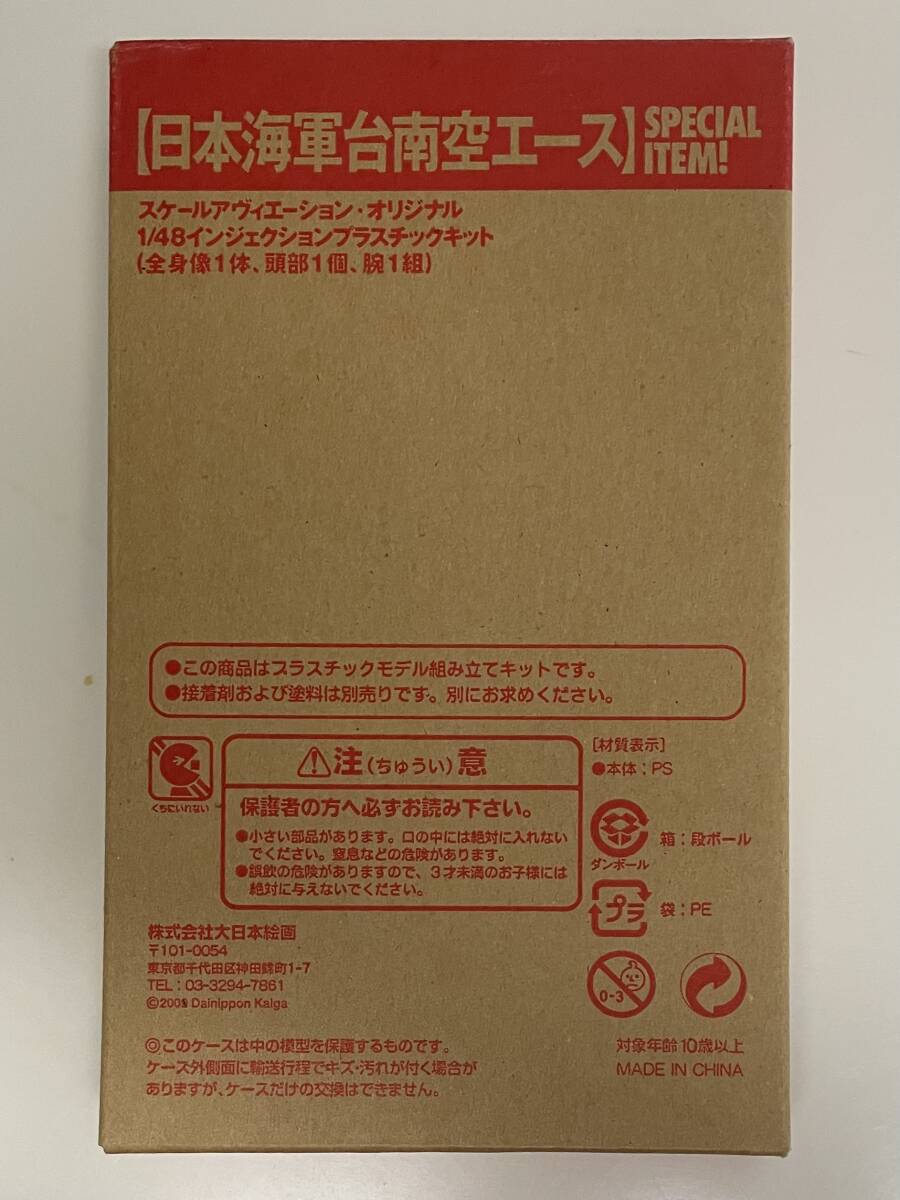 【日本海軍台南空エース】SPECIAL ITEM!
スケールアヴィエーション・オリジナル
1/48インジェクションプラスチックキット
(全身像1体、頭部1個、腕1組)
●この商品はプラスチックモデル組み立てキットです。
●接着剤および塗料は別売りです。別にお求めください。
くちにいれない
注(ちゅうい)意
保護者の方へ必ずお読み下さい。
●小さい部品があります。口の中には絶対に入れない
でください。窒息などの危険があります。
●誤飲の危険がありますので、3才未満のお子様には
絶対に与えないでください。
[材質表示]
●本体：PS
ダンボール
箱：段ボール
プラ
袋：PE
0-3
株式会社大日本絵画
〒101-0054
東京都千代田区神田錦町1-7
TEL：03-3294-7861
Dainippon Kaiga
◎このケースは中の模型を保護するものです。
ケース外側面に輸送行程でキズ・汚れが付く場合が
ありますが、ケースだけの交換はできません。
対象年齢10歳以上
MADE IN CHINA